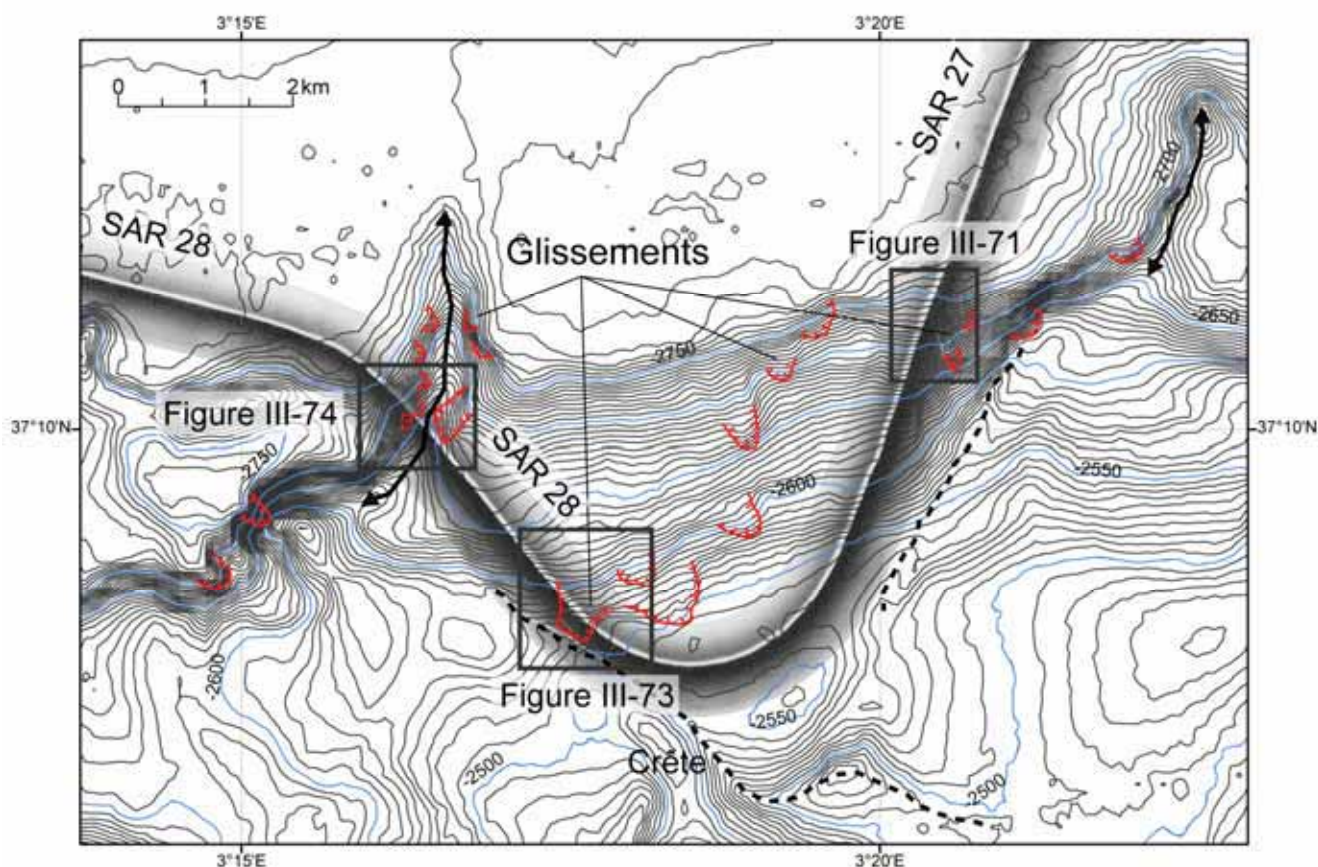 3°15'E
3°20'E
0 1 2 km
SAR 27
2700
SAR 28
Glissements
Figure III-71
-2650
-2750
Figure III-74
37°10'N
37°10'N
-2750
SAR 28
-2550
-2600
-2600
Figure III-73
-2550
-2500
Crête
-2500
3°15'E
3°20'E